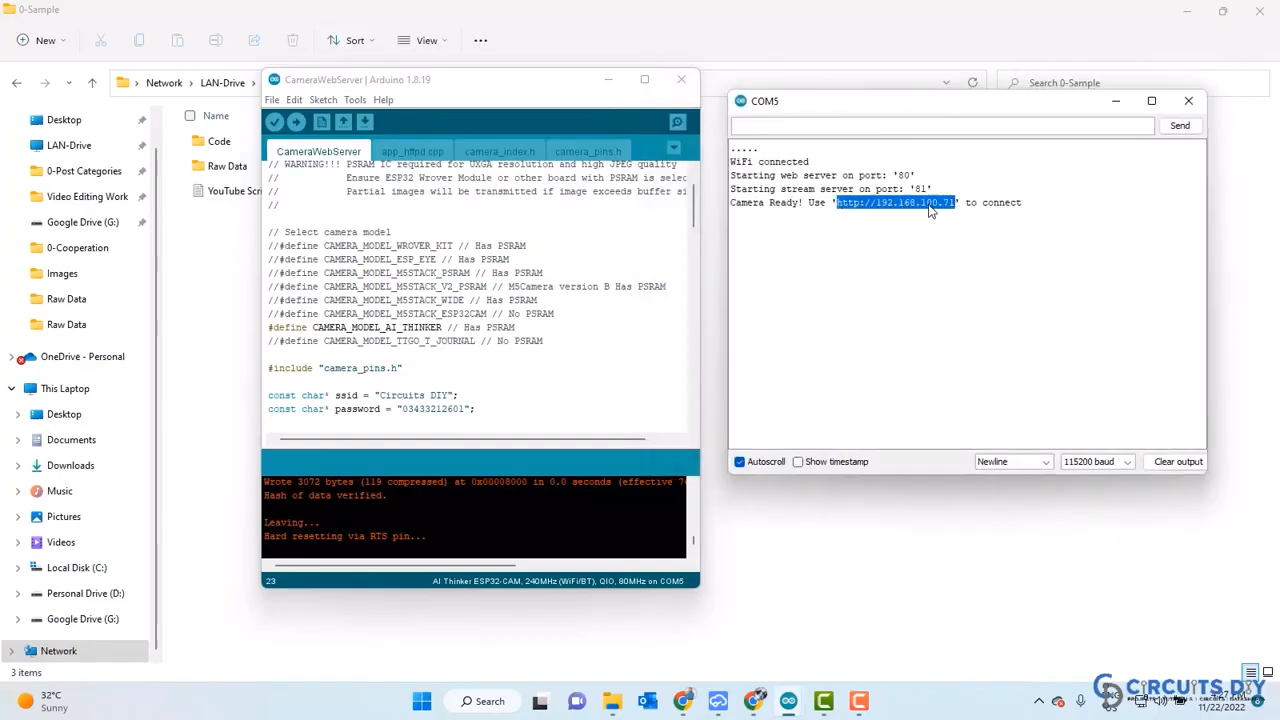 0-Sample
New
Sort
View
Network
LAN-Drive
Search 0-Sample
Desktop
LAN-Drive
0-Post Categories
Video Editing Work
Google Drive (G:)
0-Cooperation
Images
Raw Data
Raw Data
OneDrive - Personal
This Laptop
Desktop
Documents
Downloads
Music
Pictures
Videos
Local Disk (C:)
Personal Drive (D:)
Google Drive (G:)
Network
3 items
Name
Code
Raw Data
YouTube Scri
CameraWebServer | Arduino 1.8.19
File Edit Sketch Tools Help
CameraWebServer app_httpd.cpp camera_index.h camera_pins.h
// WARNING!!! PSRAM IC required for UXGA resolution and high JPEG quality
// Ensure ESP32 Wrover Module or other board with PSRAM is selec
// Partial images will be transmitted if image exceeds buffer si
//
// Select camera model
//#define CAMERA_MODEL_WROVER_KIT // Has PSRAM
//#define CAMERA_MODEL_ESP_EYE // Has PSRAM
//#define CAMERA_MODEL_M5STACK_PSRAM // Has PSRAM
//#define CAMERA_MODEL_M5STACK_V2_PSRAM // M5Camera version B Has PSRAM
//#define CAMERA_MODEL_M5STACK_WIDE // Has PSRAM
//#define CAMERA_MODEL_M5STACK_ESP32CAM // No PSRAM
#define CAMERA_MODEL_AI_THINKER // Has PSRAM
//#define CAMERA_MODEL_TTGO_T_JOURNAL // No PSRAM
#include "camera_pins.h"
const char* ssid = "Circuits DIY";
const char* password = "03433212601";
Wrote 3072 bytes (119 compressed) at 0x00008000 in 0.0 seconds (effective 7
Hash of data verified.
Leaving...
Hard resetting via RTS pin...
23
AI Thinker ESP32-CAM, 240MHz (WiFi/BT), QIO, 80MHz on COM5
COM5
Send
.....
WiFi connected
Starting web server on port: '80'
Starting stream server on port: '81'
Camera Ready! Use 'http://192.168.100.71' to connect
Autoscroll
Show timestamp
Newline
115200 baud
Clear output
32°C
Sunny
Search
11/22/2022
CIRCUITS DIY